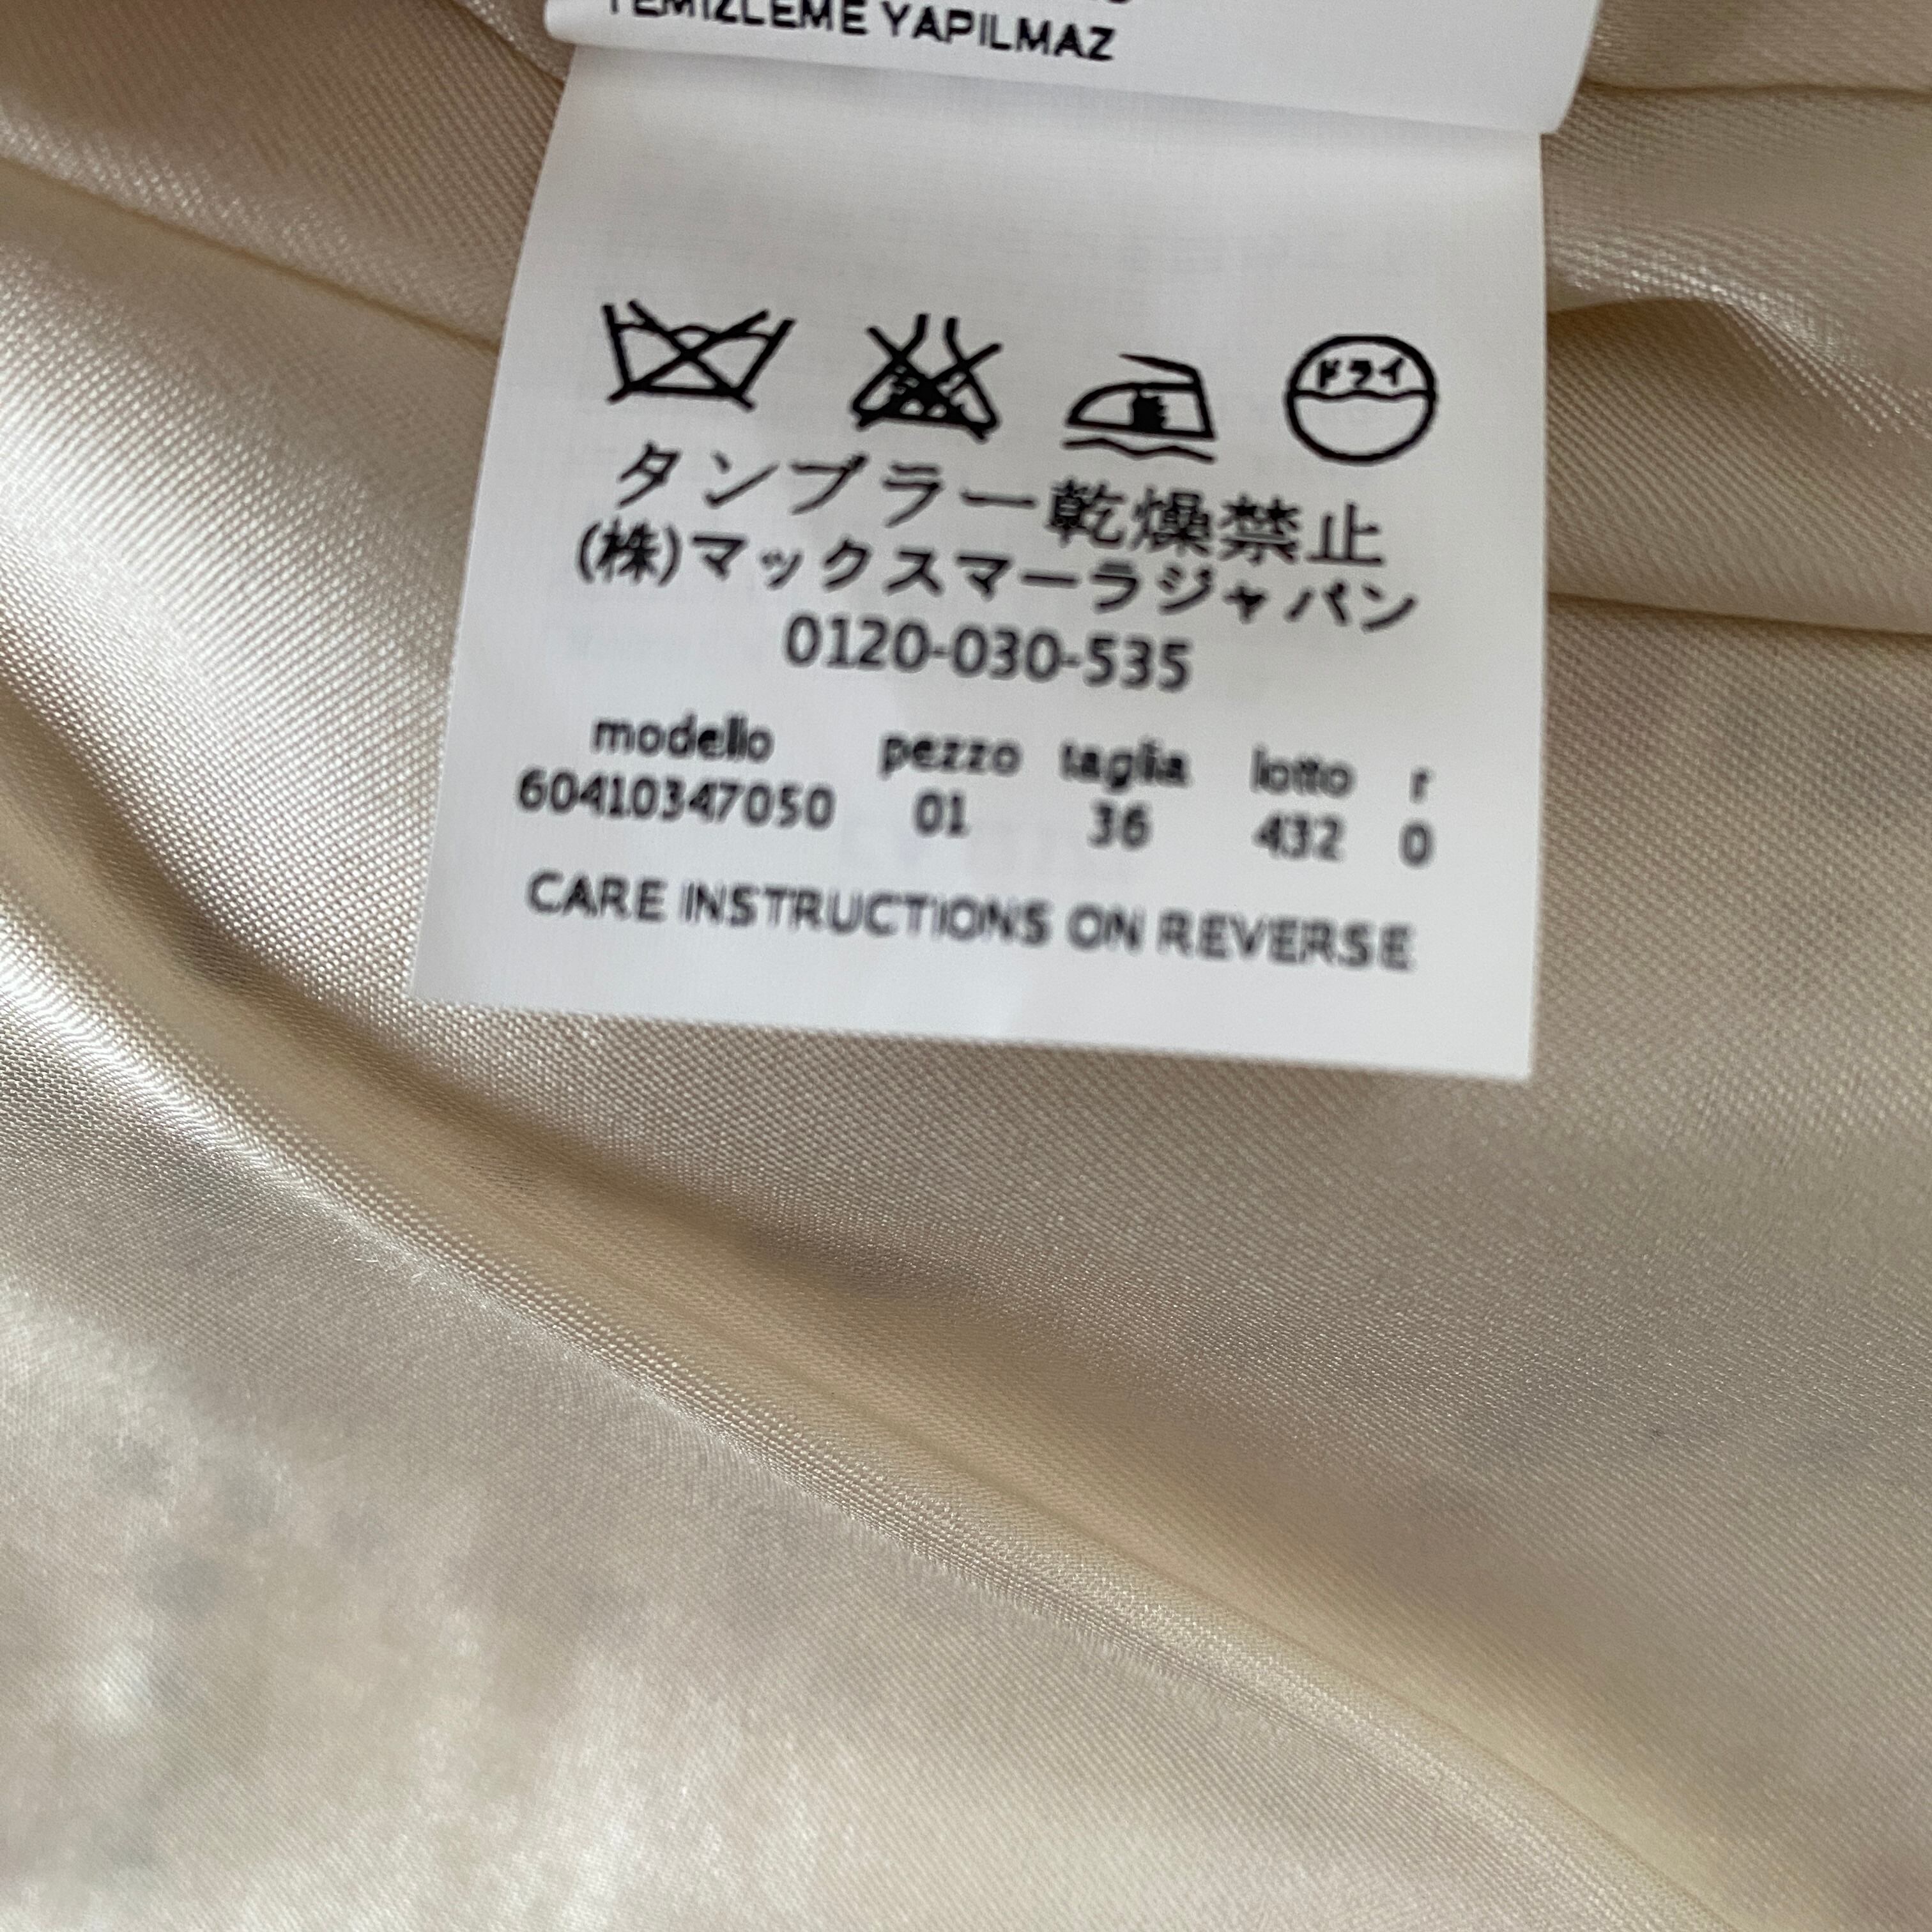 TEMIZLEME YAPILMAZ
ドライ
タンブラー乾燥禁止
(株)マックスマーラジャパン
0120-030-535
modello pezzo taglia lotto r
60410347050 01 36 432 0
CARE INSTRUCTIONS ON REVERSE